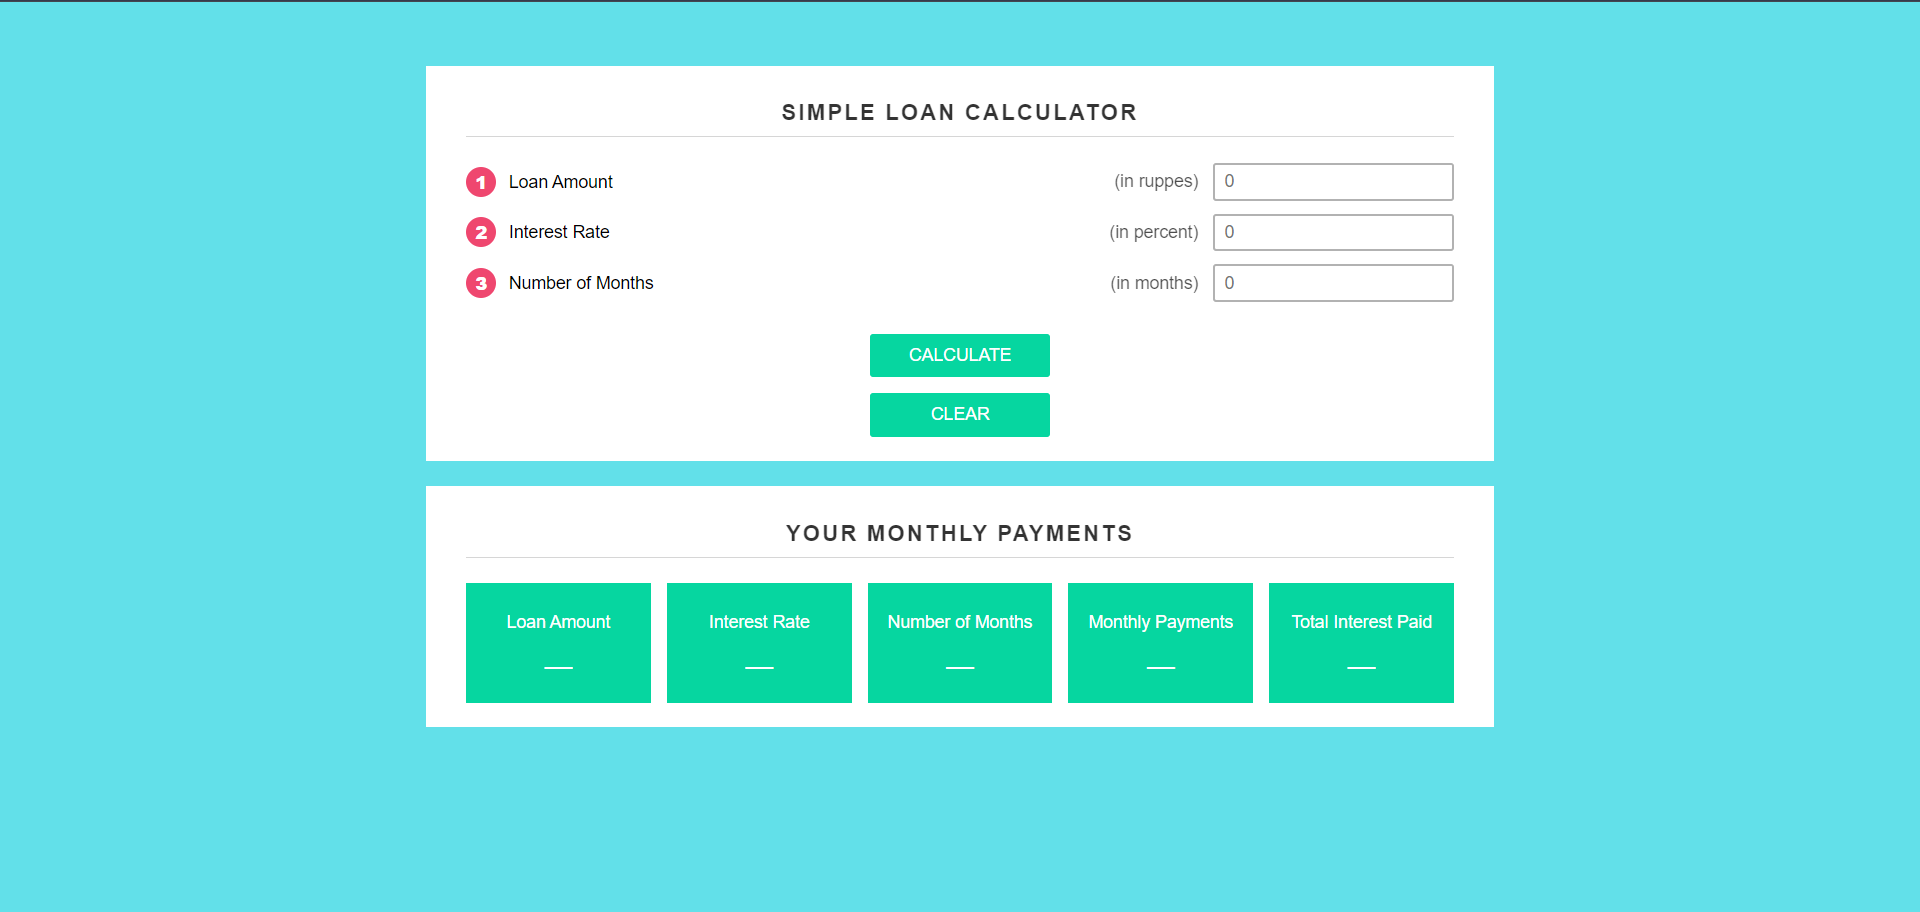 SIMPLE LOAN CALCULATOR
1 Loan Amount (in ruppes) 0
2 Interest Rate (in percent) 0
3 Number of Months (in months) 0
CALCULATE
CLEAR
YOUR MONTHLY PAYMENTS
Loan Amount Interest Rate Number of Months Monthly Payments Total Interest Paid